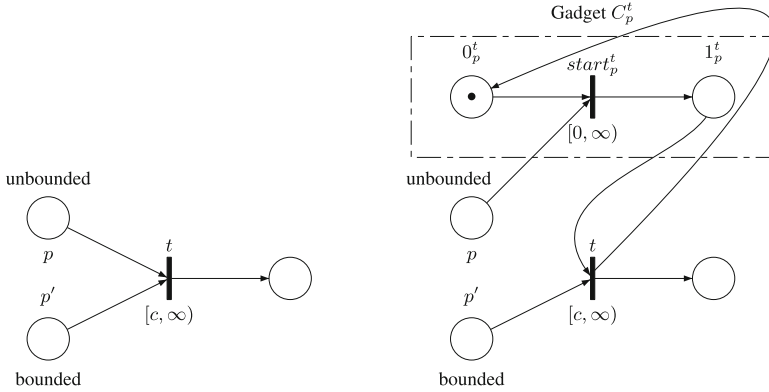 Gadget $C_p^t$
$0_p^t$
$start_p^t$
$1_p^t$
$[0, \infty)$
unbounded
p
t
p′
$[c, \infty)$
bounded
unbounded
p
t
p′
$[c, \infty)$
bounded